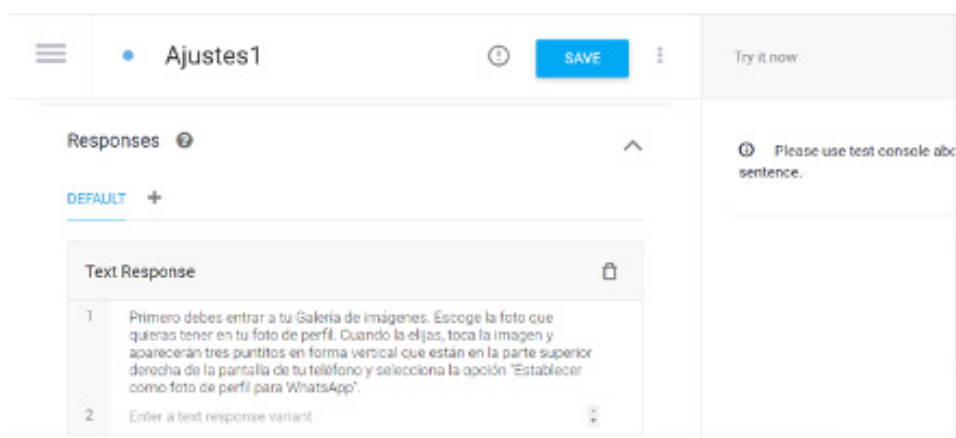 Ajustes1
SAVE
Try it now
Responses
DEFAULT +
Please use test console abo
sentence.
Text Response
1 Primero debes entrar a tu Galería de imágenes. Escoge la foto que
quieras tener en tu foto de perfil. Cuando la elijas, toca la imagen y
aparecerán tres puntitos en forma vertical que están en la parte superior
derecha de la pantalla de tu teléfono y selecciona la opción "Establecer
como foto de perfil para WhatsApp".
2 Enter a text response variant